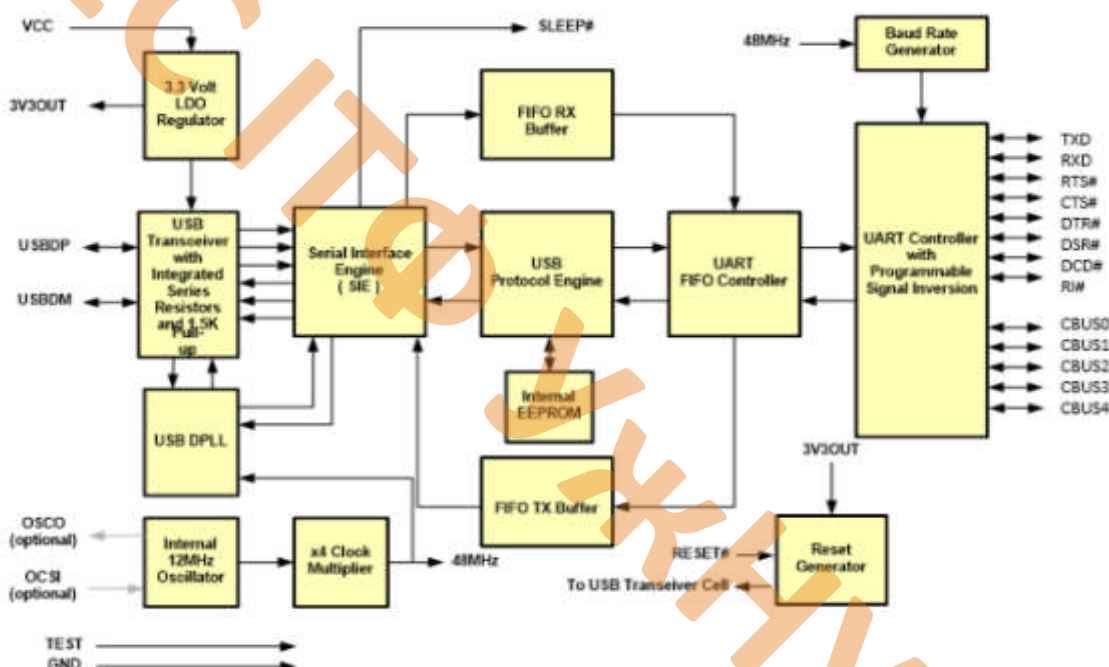 VCC
SLEEP#
48MHz
Baud Rate
Generator
3.3 Volt
LDO
Regulator
3V3OUT
FIFO RX
Buffer
TXD
RXD
RTS#
CTS#
DTR#
DSR#
DCD#
RI#
USBDP
USBDM
USB
Transceiver
with
Integrated
Series
Resistors
and 1.5K
Pull-
up
Serial Interface
Engine
( SIE )
USB
Protocol Engine
UART
FIFO Controller
UART Controller
with
Programmable
Signal Inversion
CBUS0
CBUS1
CBUS2
CBUS3
CBUS4
Internal
EEPROM
USB DPLL
3V3OUT
FIFO TX Buffer
OSCO
(optional)
OCSI
(optional)
Internal
12MHz
Oscillator
x4 Clock
Multiplier
48MHz
RESET#
Reset
Generator
To USB Transeiver Cell
TEST
GND